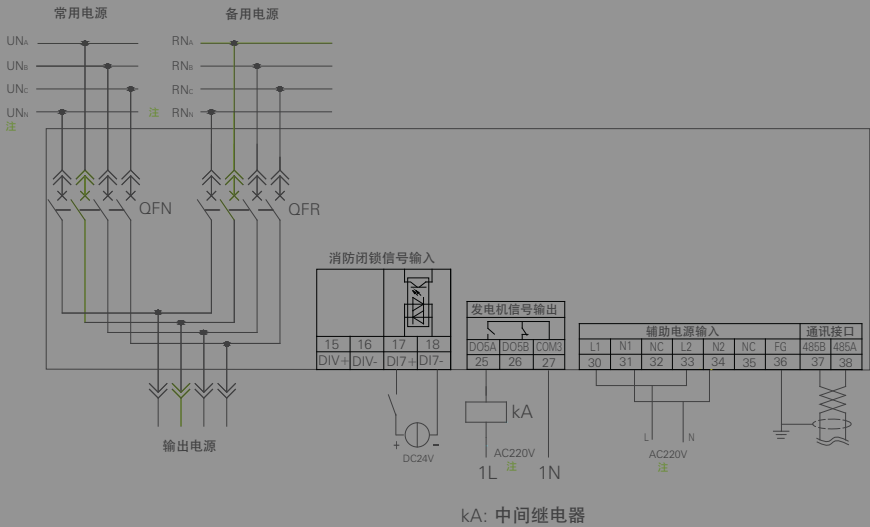 常用电源 备用电源
UNA RNA
UNB RNB
UNC RNC
UNN 注 RNN
注
QFN QFR
消防闭锁信号输入
发电机信号输出
辅助电源输入 通讯接口
15 16 17 18
DIV+ DIV- DI7+ DI7-
DO5A DO5B COM3
25 26 27
L1 N1 NC L2 N2 NC FG 485B 485A
30 31 32 33 34 35 36 37 38
kA
+ -
DC24V
L N
输出电源
AC220V
注
1L 1N
AC220V
注
kA: 中间继电器